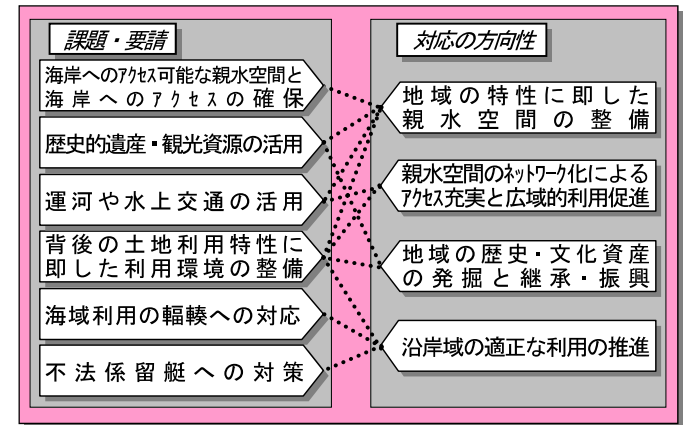 課題・要請
海岸へのアクセス可能な親水空間と
海岸へのアクセスの確保
歴史的遺産・観光資源の活用
運河や水上交通の活用
背後の土地利用特性に
即した利用環境の整備
海域利用の輻輳への対応
不法係留艇への対策
対応の方向性
地域の特性に即した
親水空間の整備
親水空間のネットワーク化による
アクセス充実と広域的利用促進
地域の歴史・文化資産
の発掘と継承・振興
沿岸域の適正な利用の推進